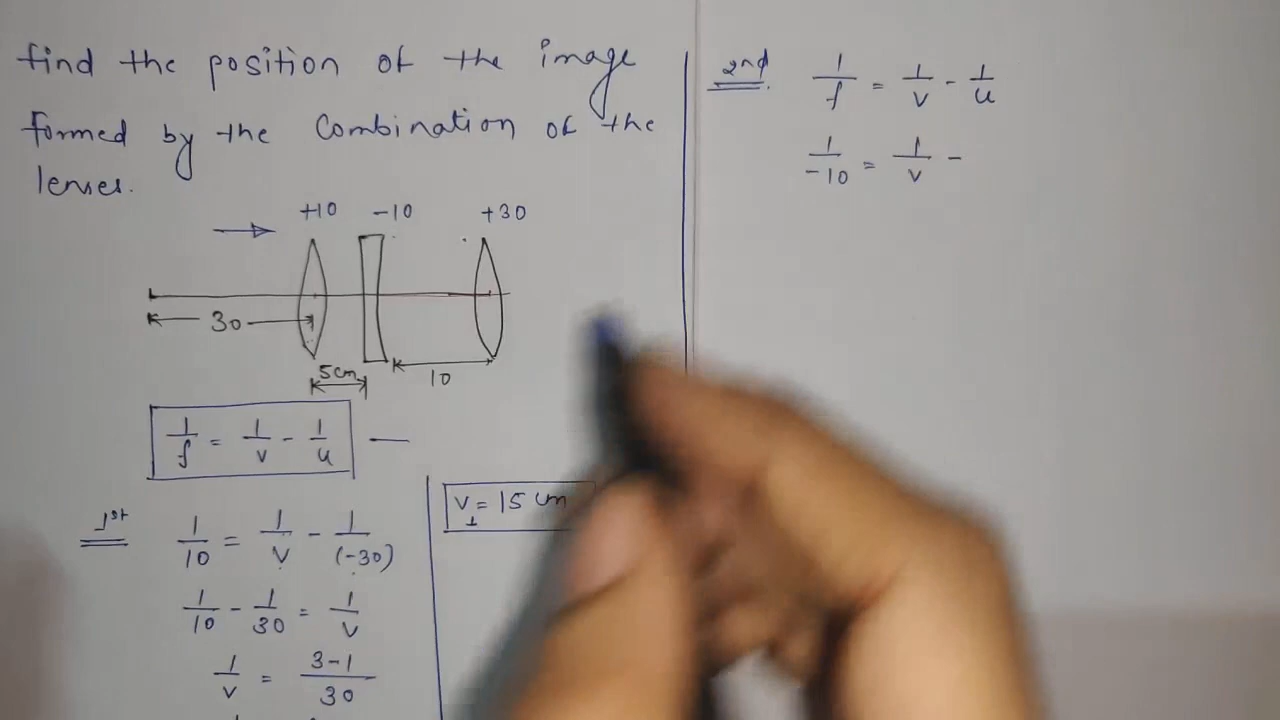 find the position of the image
formed by the Combination of the
lenses.
+10 -10 +30
30
5cm
10
1/f = 1/v - 1/u
1st
1/10 = 1/v - 1/(-30)
1/10 - 1/30 = 1/v
1/v = 3-1/30
v₁ = 15 cm
2nd 1/f = 1/v - 1/u
1/-10 = 1/v -